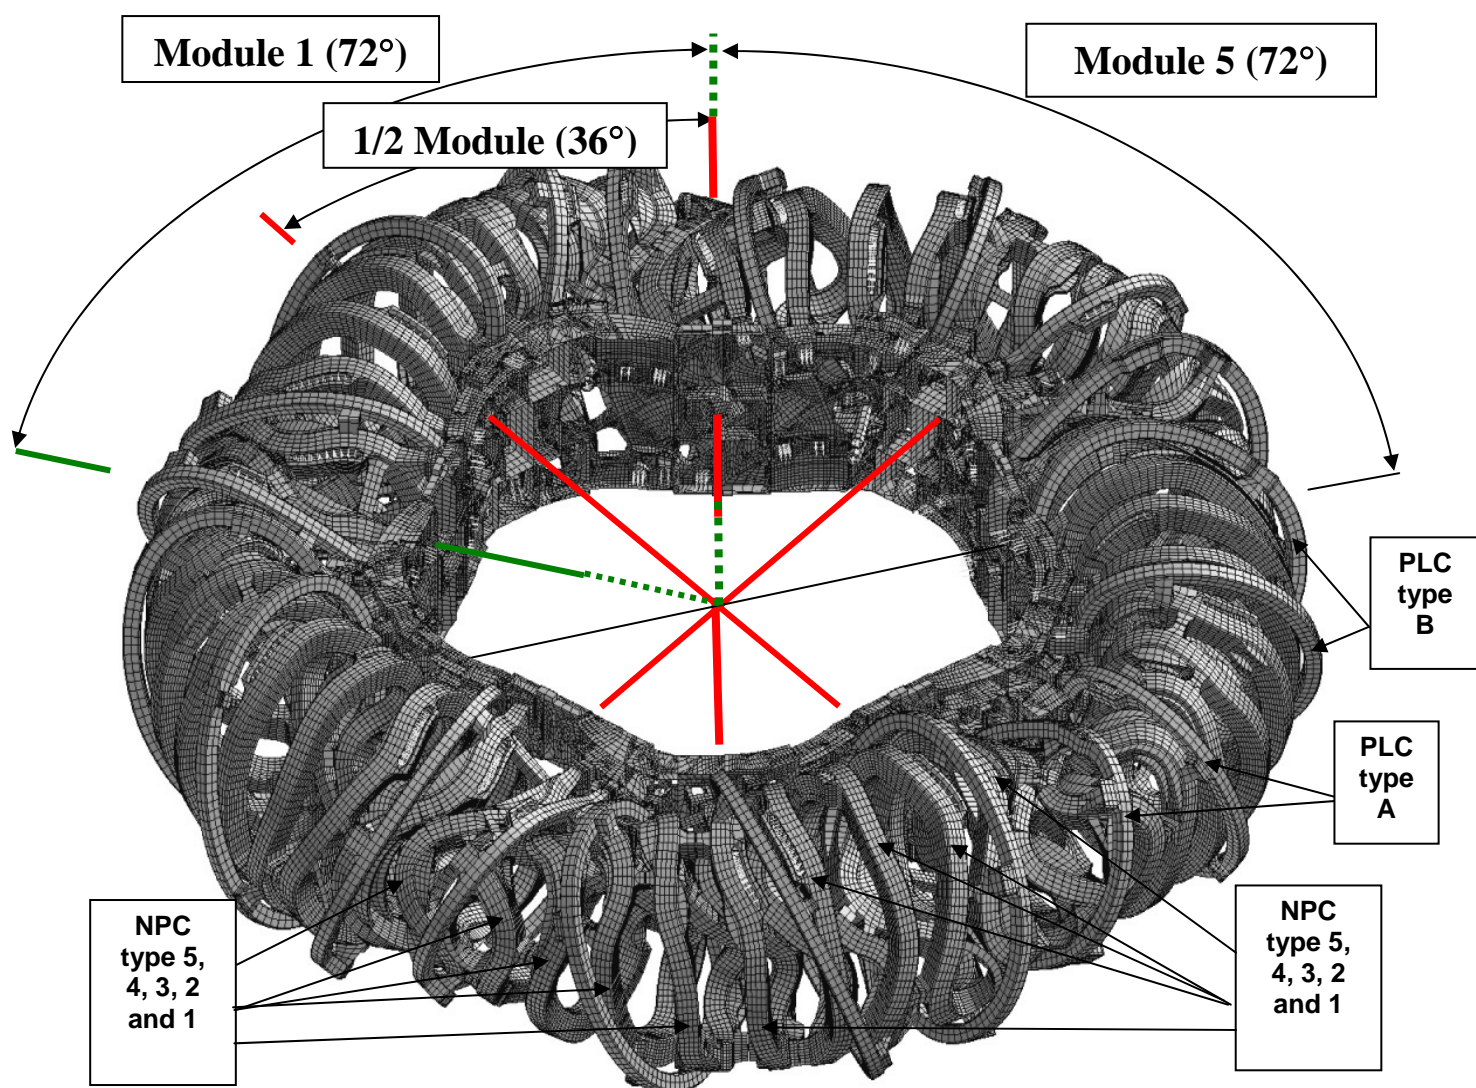 Module 1 (72°)
Module 5 (72°)
1/2 Module (36°)
PLC
type
B
PLC
type
A
NPC
type 5,
4, 3, 2
and 1
NPC
type 5,
4, 3, 2
and 1